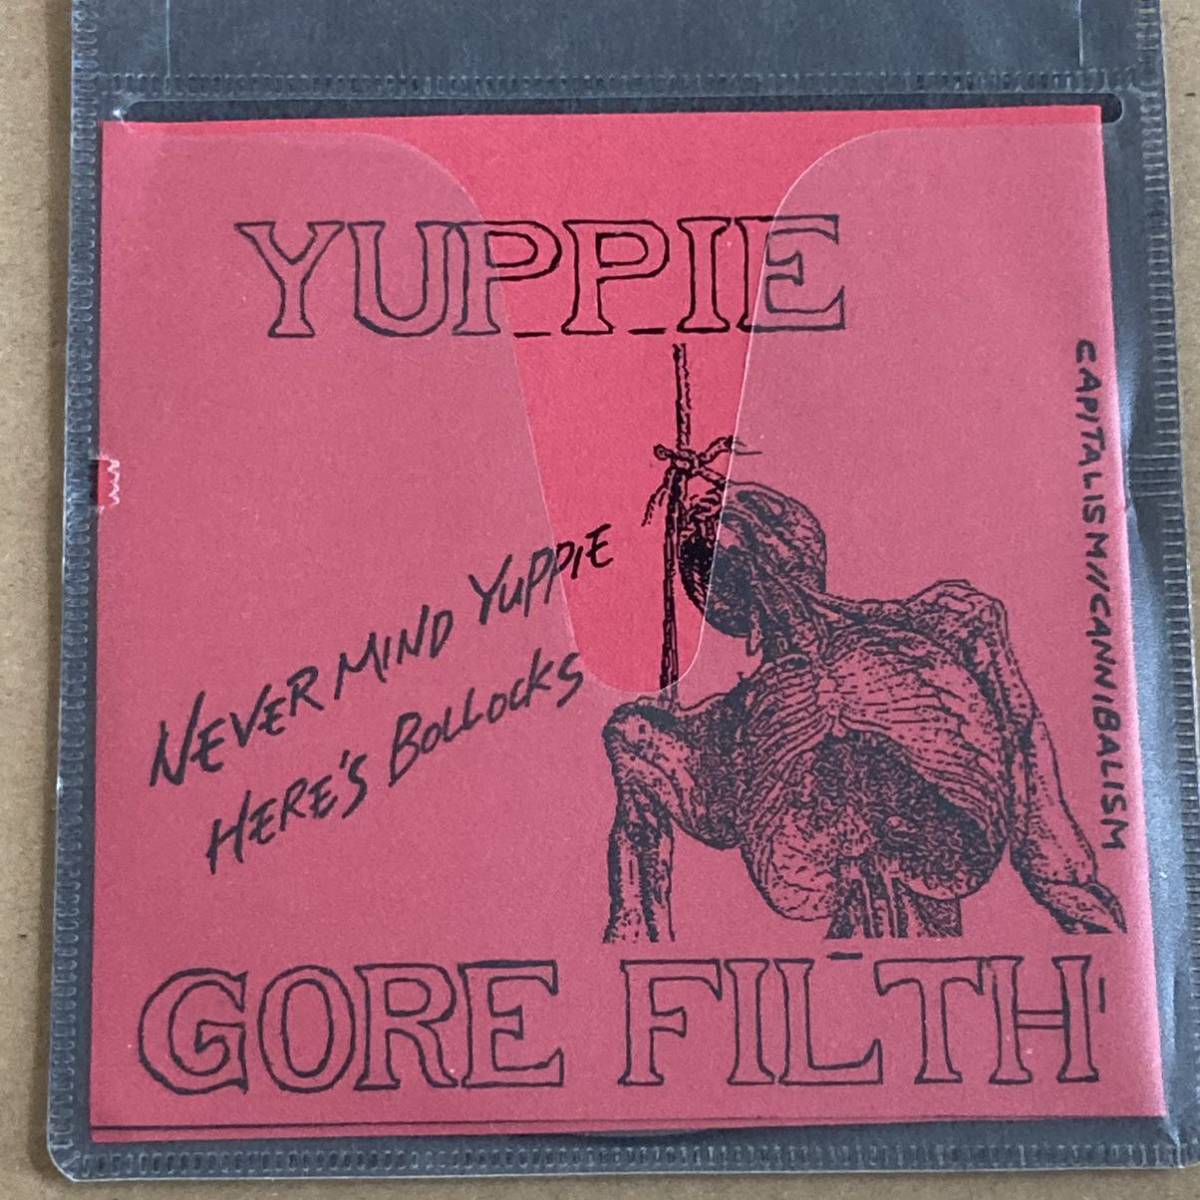 YUPPIE
CAPITALISM//CANNIBALISM
NEVER MIND YUPPIE
HERE'S BOLLOCKS
GORE FILTH